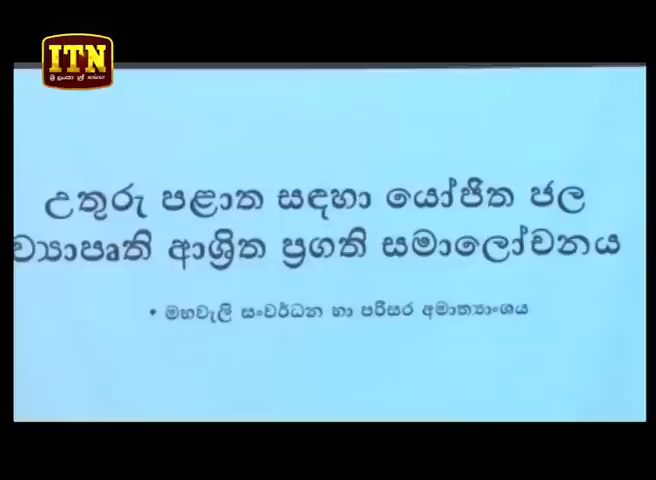 ITN
උතුරු පළාත සඳහා යෝජිත ජල
ව්‍යාපෘති ආශ්‍රිත ප්‍රගති සමාලෝචනය
• මහවැලි සංවර්ධන හා පරිසර අමාත්‍යාංශය